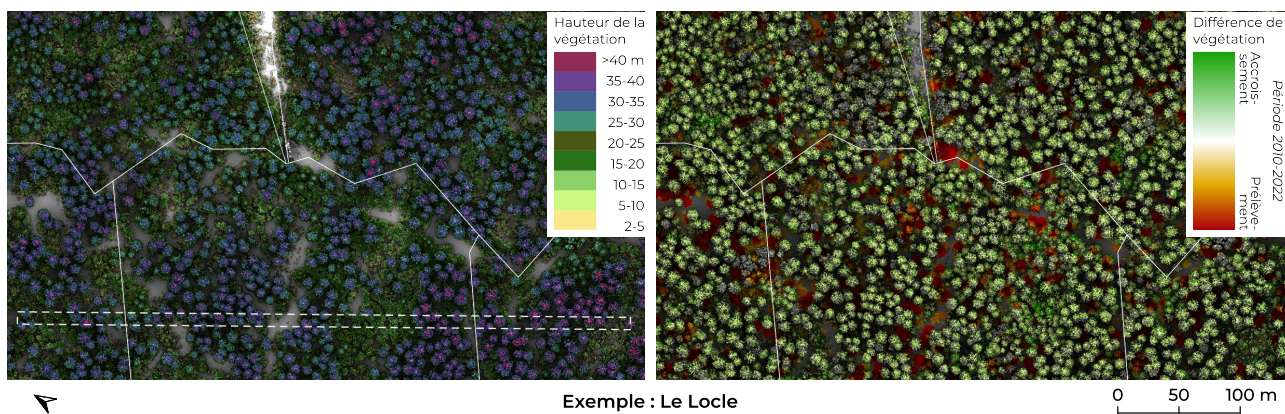 Hauteur de la
végétation
>40 m
35-40
30-35
25-30
20-25
15-20
10-15
5-10
2-5
Différence de
végétation
Accrois-
sement
Prélève-
ment
Période 2010-2022
Exemple : Le Locle
0 50 100 m